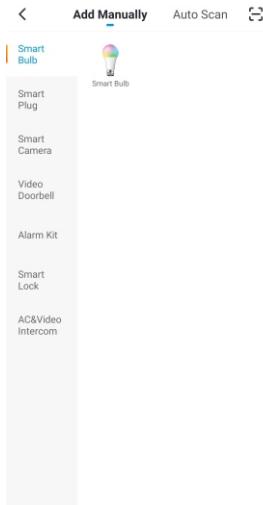 Add Manually Auto Scan
Smart
Bulb
Smart Bulb
Smart
Plug
Smart
Camera
Video
Doorbell
Alarm Kit
Smart
Lock
AC&Video
Intercom